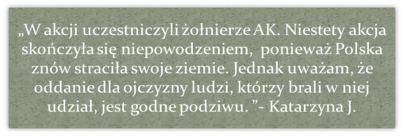 „W akcji uczestniczyli żołnierze AK. Niestety akcja
skończyła się niepowodzeniem,  ponieważ Polska
znów straciła swoje ziemie. Jednak uważam, że
oddanie dla ojczyzny ludzi, którzy brali w niej
udział, jest godne podziwu. ”- Katarzyna J.